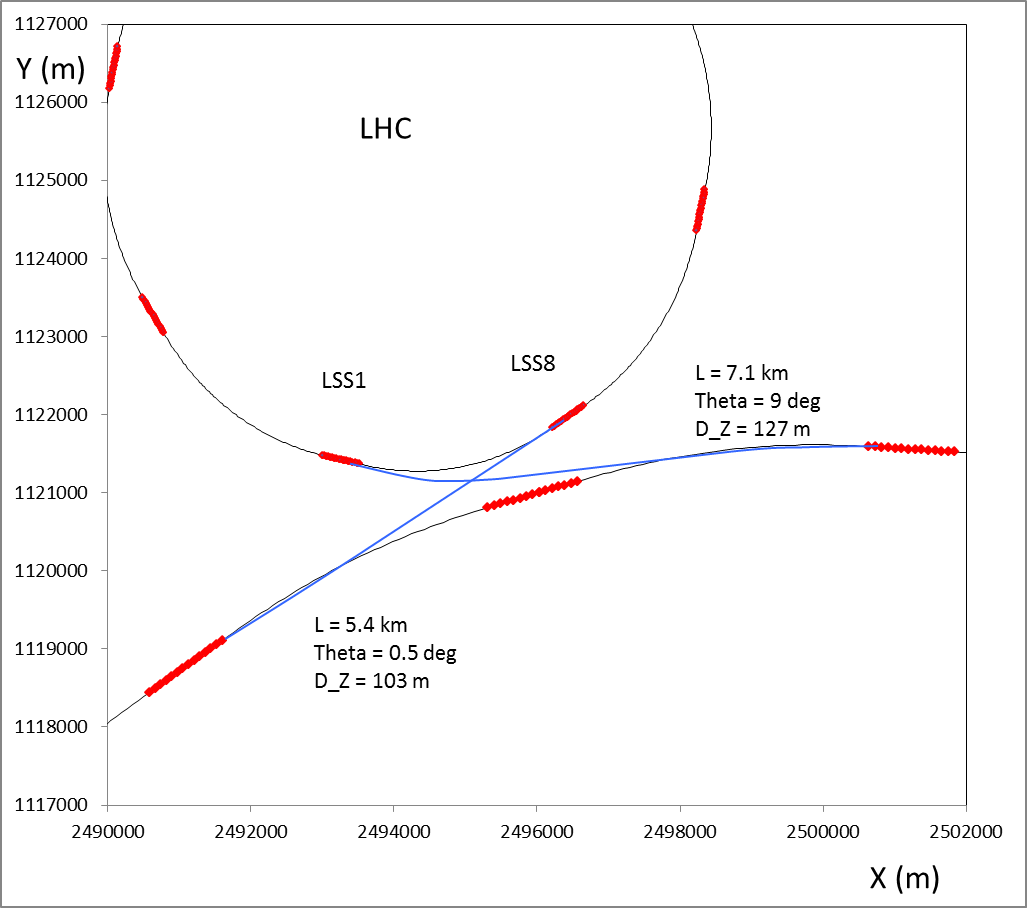 1127000
Y (m)
1126000
LHC
1125000
1124000
1123000
LSS8
LSS1
L = 7.1 km
Theta = 9 deg
D_Z = 127 m
1122000
1121000
1120000
L = 5.4 km
Theta = 0.5 deg
D_Z = 103 m
1119000
1118000
1117000
2490000 2492000 2494000 2496000 2498000 2500000 2502000
X (m)